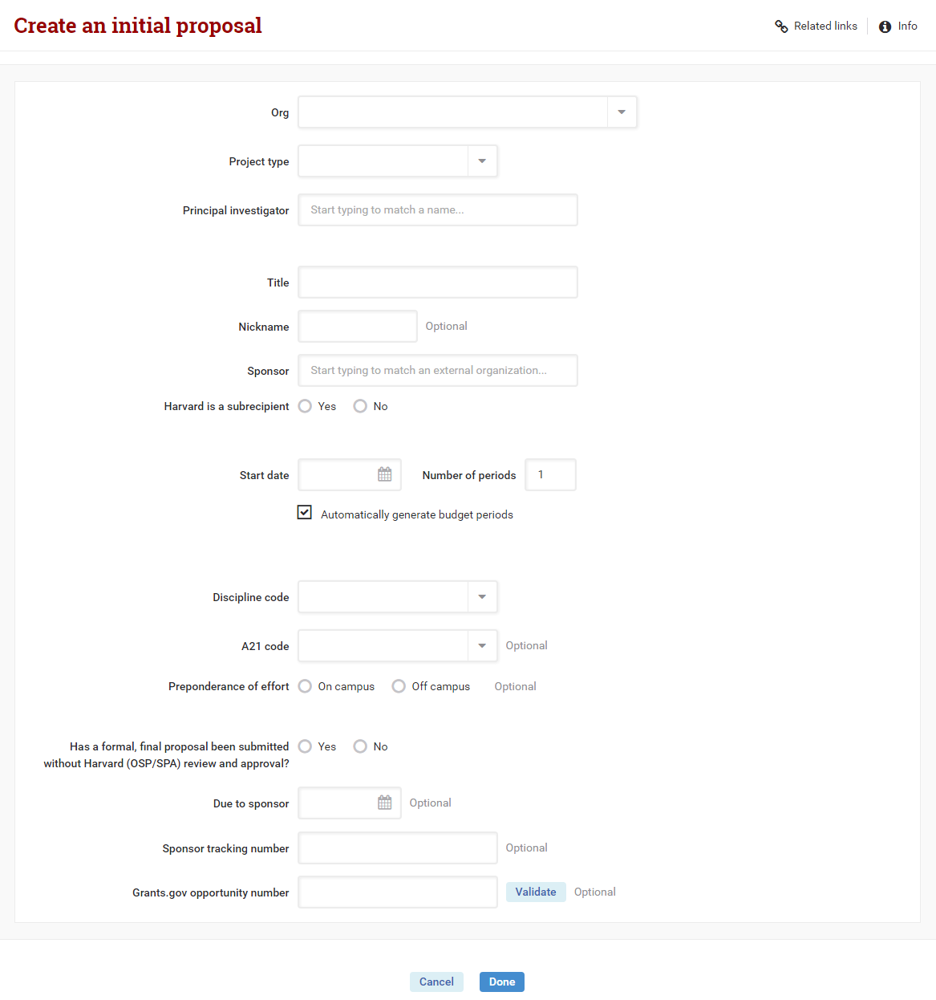 Create an initial proposal
Related links
Info
Org
Project type
Principal investigator Start typing to match a name...
Title
Nickname Optional
Sponsor Start typing to match an external organization...
Harvard is a subrecipient Yes No
Start date Number of periods 1
Automatically generate budget periods
Discipline code
A21 code Optional
Preponderance of effort On campus Off campus Optional
Has a formal, final proposal been submitted Yes No
without Harvard (OSP/SPA) review and approval?
Due to sponsor Optional
Sponsor tracking number Optional
Grants.gov opportunity number Validate Optional
Cancel Done